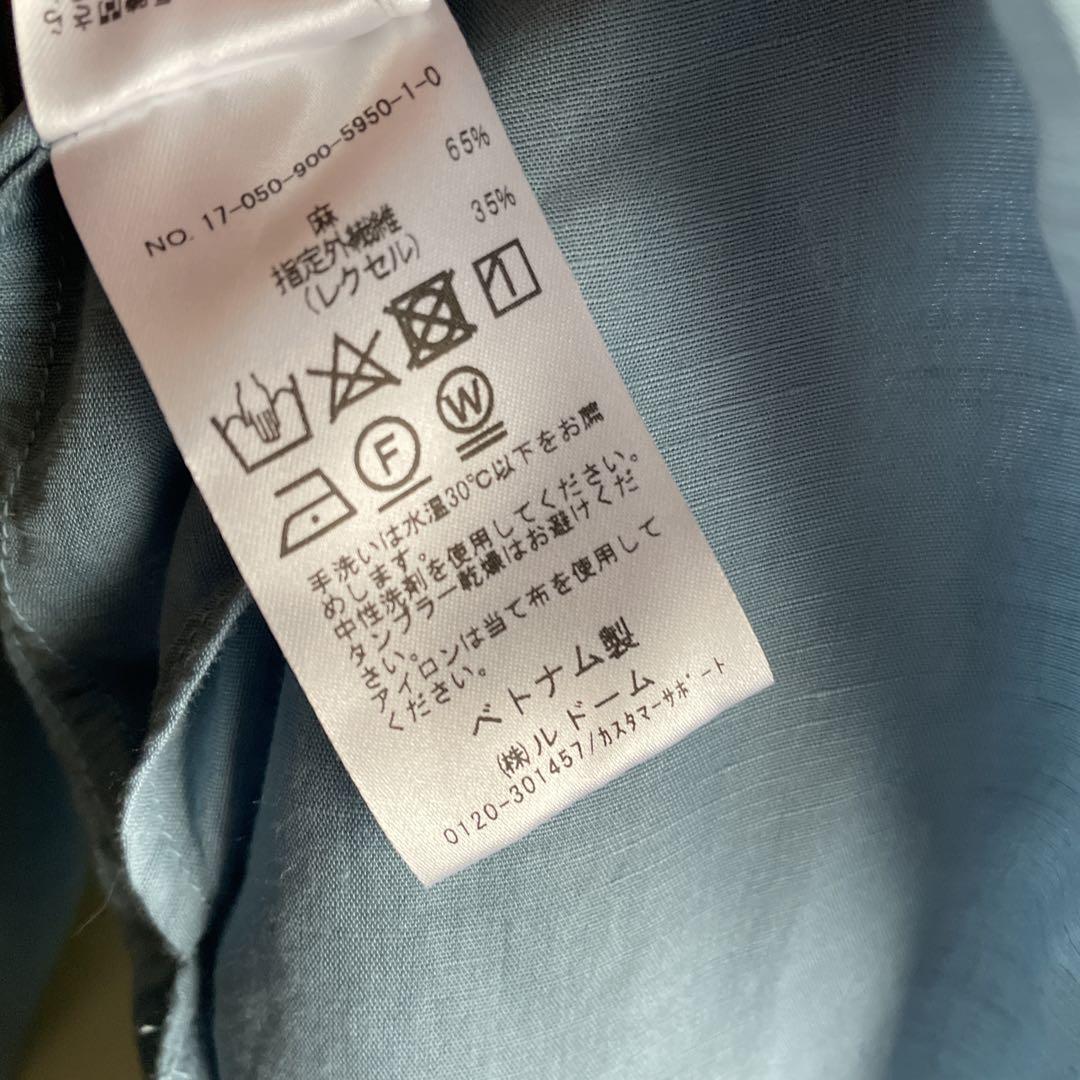 NO. 17-050-900-5950-1-0
麻 65%
指定外繊維 35%
(レクセル)
F W
手洗いは水温30℃以下をお薦
めします。
中性洗剤を使用してください。
タンブラー乾燥はお避けくだ
さい。
アイロンは当て布を使用して
ください。
ベトナム製
(株)ルドーム
0120-301457/カスタマーサポート